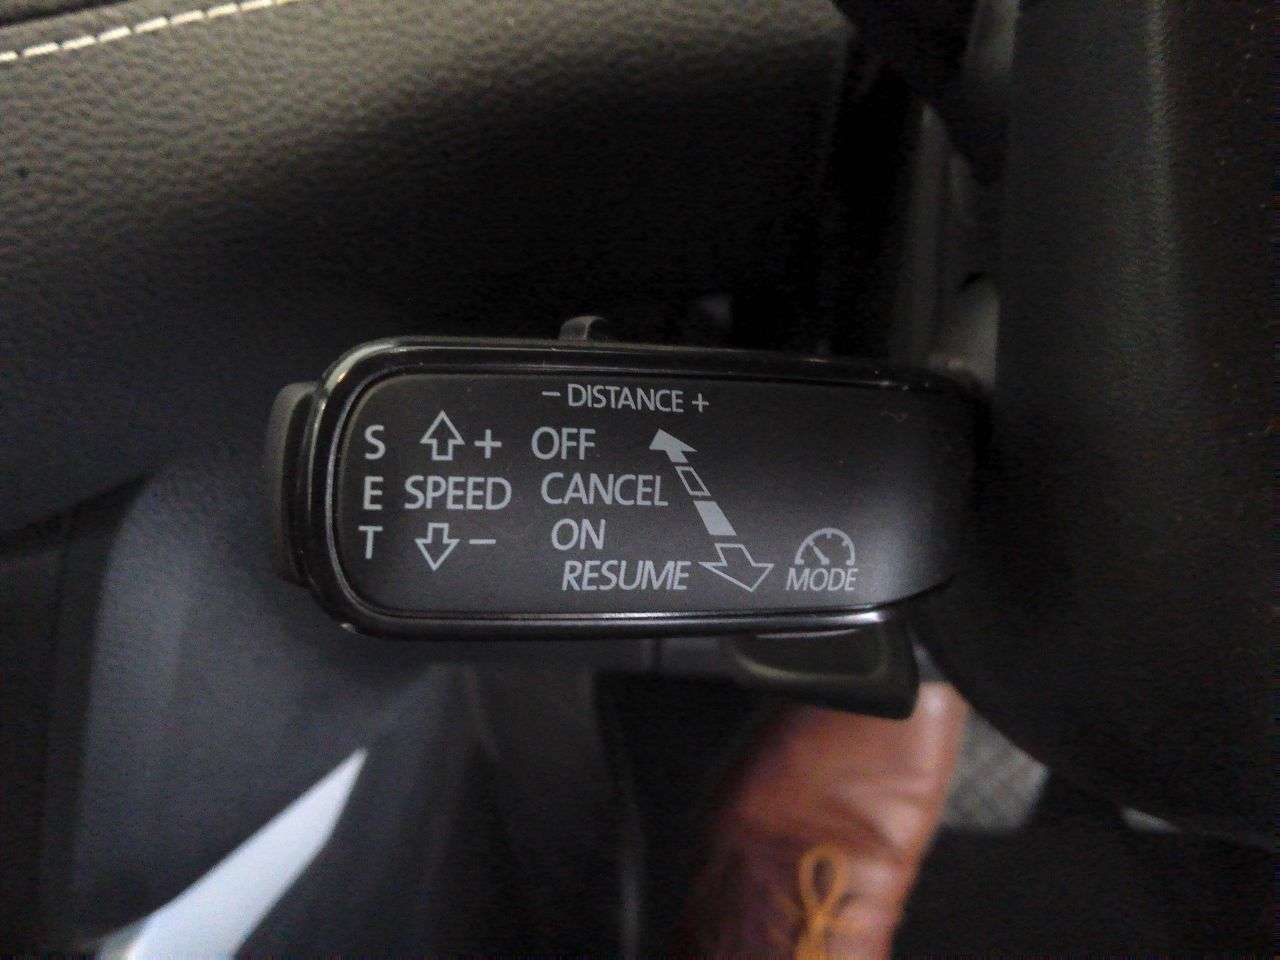 – DISTANCE +
S + OFF
E SPEED CANCEL
T – ON
RESUME MODE